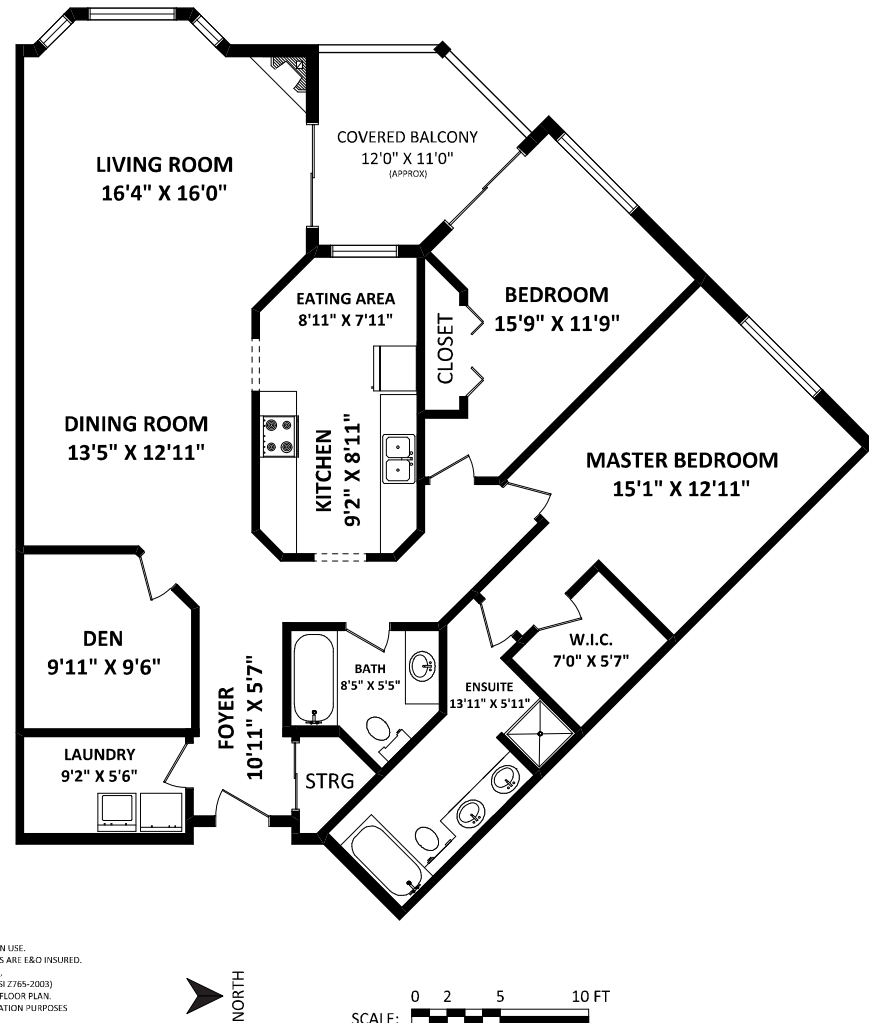 COVERED BALCONY
12'0" X 11'0"
(APPROX)
LIVING ROOM
16'4" X 16'0"
EATING AREA
8'11" X 7'11"
BEDROOM
15'9" X 11'9"
CLOSET
DINING ROOM
13'5" X 12'11"
KITCHEN
9'2" X 8'11"
MASTER BEDROOM
15'1" X 12'11"
DEN
9'11" X 9'6"
W.I.C.
7'0" X 5'7"
BATH
8'5" X 5'5"
ENSUITE
13'11" X 5'11"
FOYER
10'11" X 5'7"
LAUNDRY
9'2" X 5'6"
STRG
N USE.
S ARE E&O INSURED.
SI Z765-2003)
FLOOR PLAN.
ATION PURPOSES
NORTH
0 2 5 10 FT
SCALE: